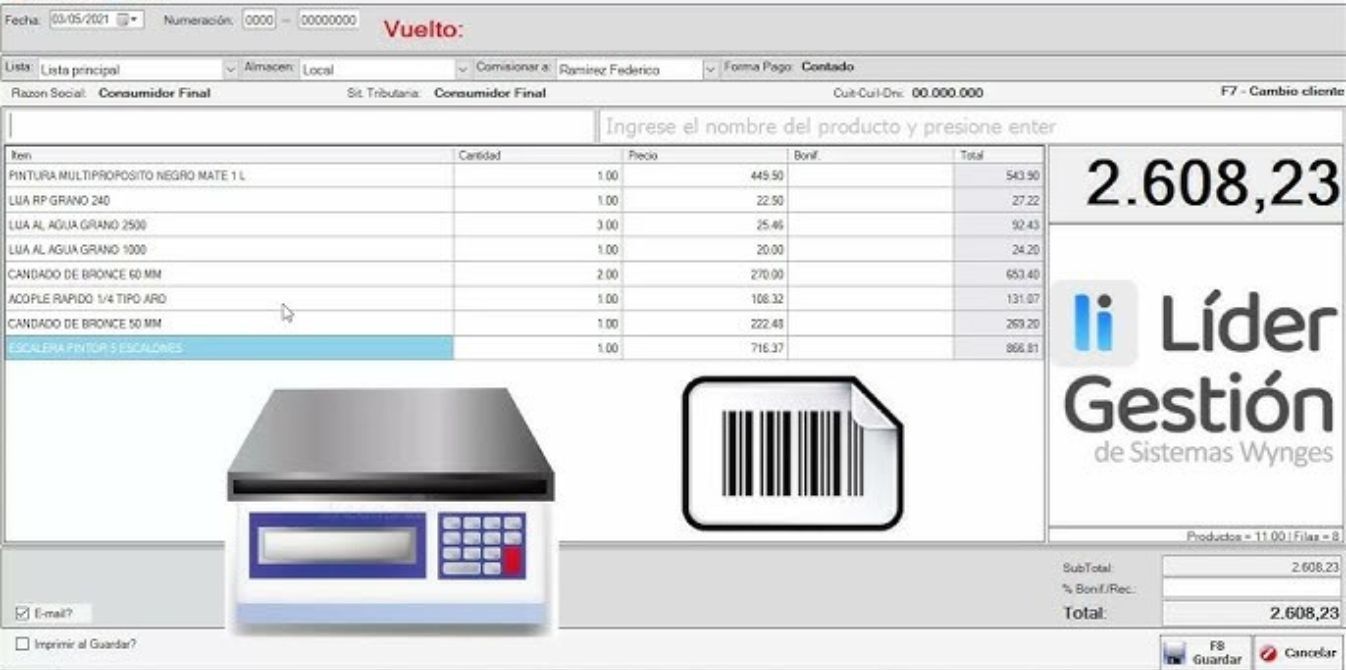 Fecha: 03/05/2021 Numeración: 0000 - 00000000 Vuelto:
Lista: Lista principal Almacen: Local Comisionar a: Ramirez Federico Forma Pago: Contado
Razon Social: Consumidor Final Sit. Tributaria: Consumidor Final Cuit-Cuil-Dni: 00.000.000 F7 - Cambio cliente
Ingrese el nombre del producto y presione enter
Item Cantidad Precio Bonif. Total
PINTURA MULTIPROPOSITO NEGRO MATE 1 L 1.00 449.50 543.90
LIJA RP GRANO 240 1.00 22.50 27.22
LIJA AL AGUA GRANO 2500 3.00 25.46 92.43
LIJA AL AGUA GRANO 1000 1.00 20.00 24.20
CANDADO DE BRONCE 60 MM 2.00 270.00 653.40
ACOPLE RAPIDO 1/4 TIPO ARO 1.00 108.32 131.07
CANDADO DE BRONCE 50 MM 1.00 222.48 269.20
ESCALERA PINTOR 5 ESCALONES 1.00 716.37 866.81
2.608,23
li Líder
Gestión
de Sistemas Wynges
Productos = 11.00 | Filas = 8
SubTotal: 2.608,23
% Bonif./Rec.:
Total: 2.608,23
E-mail?
Imprimir al Guardar?
F8
Guardar
Cancelar